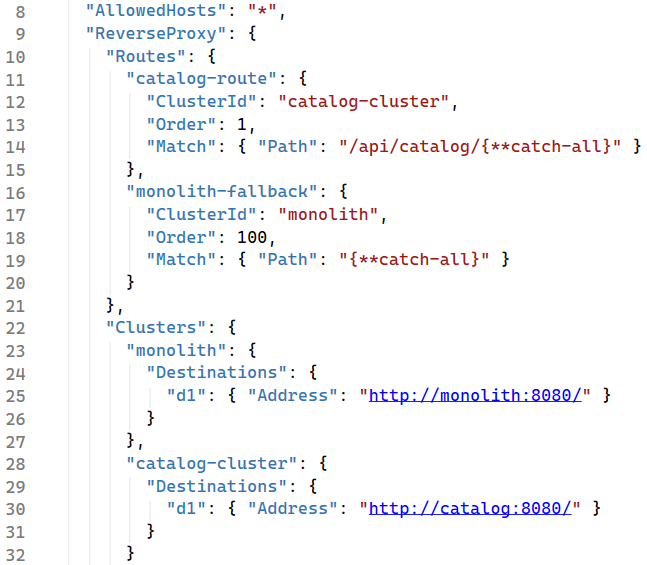 8 "AllowedHosts": "*",
9 "ReverseProxy": {
10 "Routes": {
11 "catalog-route": {
12 "ClusterId": "catalog-cluster",
13 "Order": 1,
14 "Match": { "Path": "/api/catalog/{**catch-all}" }
15 },
16 "monolith-fallback": {
17 "ClusterId": "monolith",
18 "Order": 100,
19 "Match": { "Path": "{**catch-all}" }
20 }
21 },
22 "Clusters": {
23 "monolith": {
24 "Destinations": {
25 "d1": { "Address": "http://monolith:8080/" }
26 }
27 },
28 "catalog-cluster": {
29 "Destinations": {
30 "d1": { "Address": "http://catalog:8080/" }
31 }
32 }